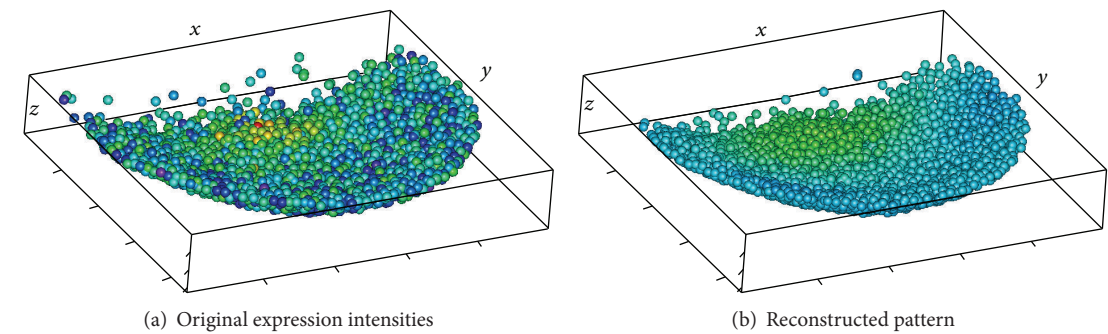 x
y
z
(a) Original expression intensities
x
y
z
(b) Reconstructed pattern